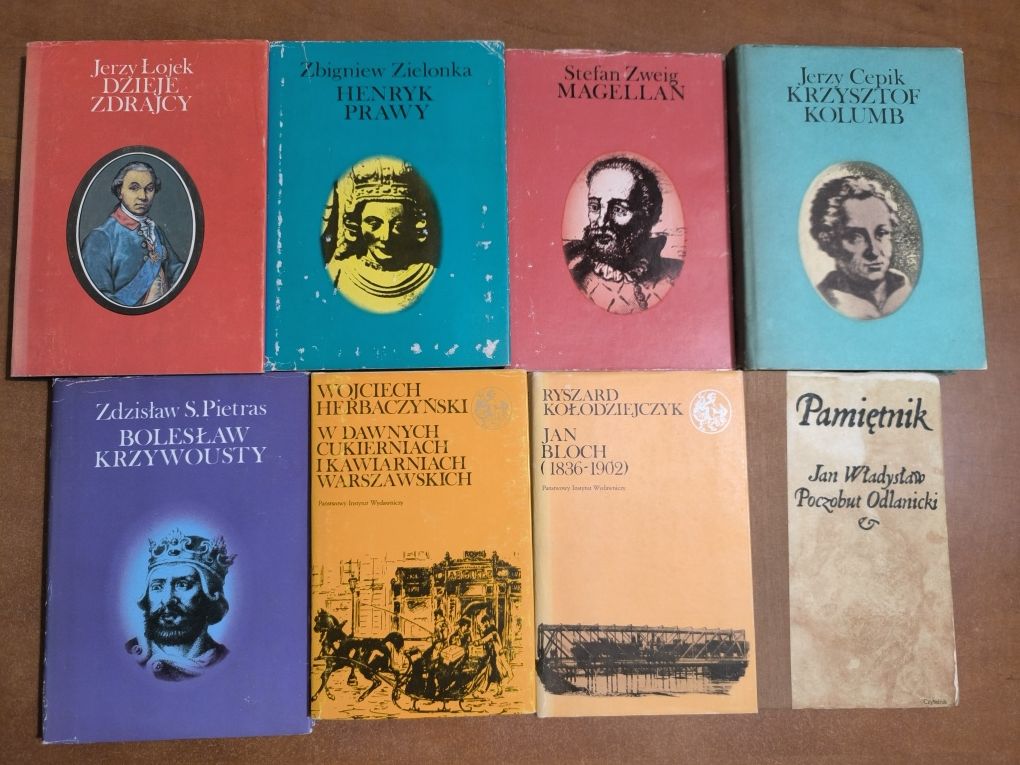 Jerzy Łojek
DZIEJE
ZDRAJCY
Zbigniew Zielonka
HENRYK
PRAWY
Stefan Zweig
MAGELLAN
Jerzy Cepik
KRZYSZTOF
KOLUMB
Zdzisław S. Pietras
BOLESŁAW
KRZYWOUSTY
WOJCIECH
HERBACZYŃSKI
W DAWNYCH
CUKIERNIACH
I KAWIARNIACH
WARSZAWSKICH
Państwowy Instytut Wydawniczy
RYSZARD
KOŁODZIEJCZYK
JAN
BLOCH
(1836-1902)
Państwowy Instytut Wydawniczy
Pamiętnik
Jan Władysław
Poczobut Odlanicki
Czytelnik